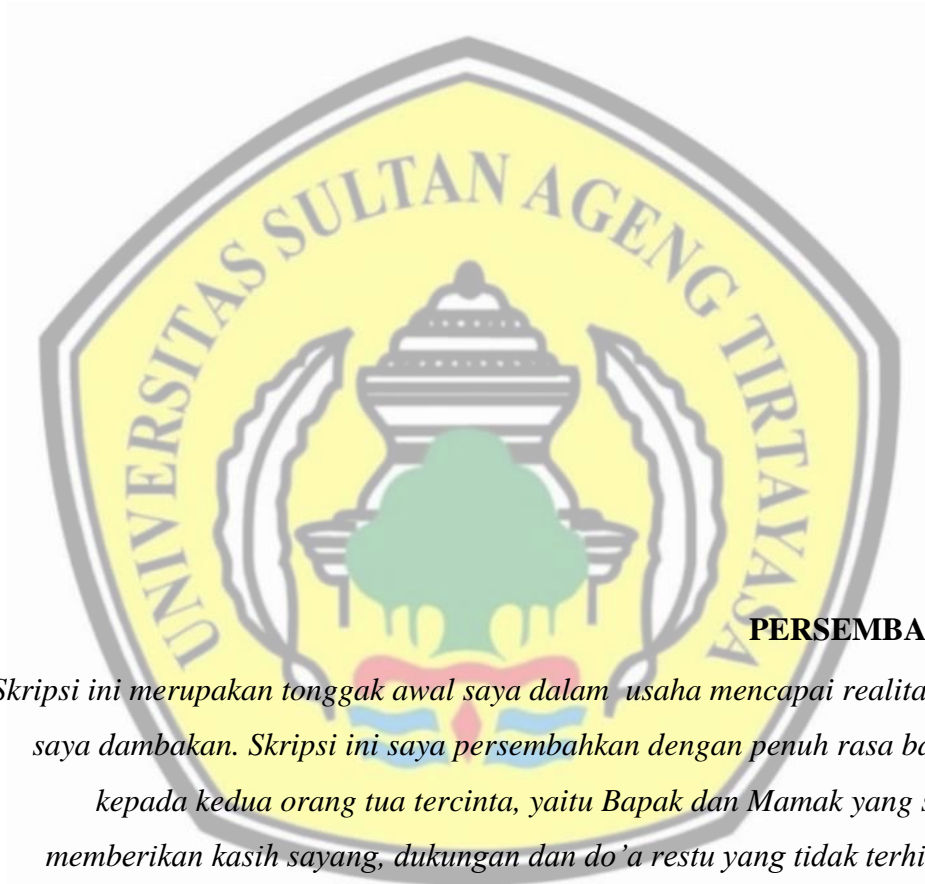 UNIVERSITAS SULTAN AGENG TIRTAYASA
PERSEMBA
Skripsi ini merupakan tonggak awal saya dalam usaha mencapai realita
saya dambakan. Skripsi ini saya persembahkan dengan penuh rasa ba
kepada kedua orang tua tercinta, yaitu Bapak dan Mamak yang s
memberikan kasih sayang, dukungan dan do’a restu yang tidak terhi